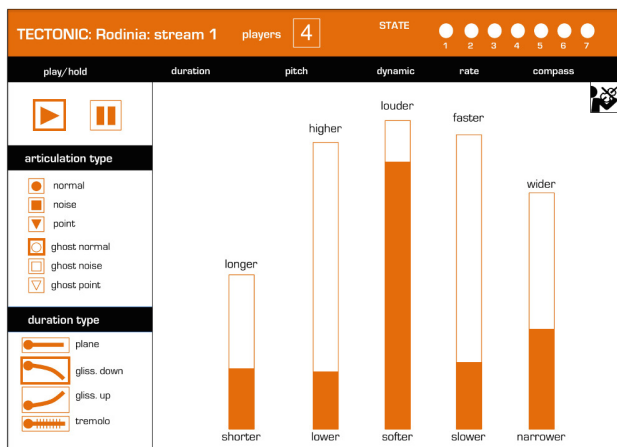 TECTONIC: Rodinia: stream 1 players 4 STATE
1 2 3 4 5 6 7
play/hold duration pitch dynamic rate compass
louder
faster
higher
articulation type
normal
wider
noise
point
ghost normal
ghost noise
longer
ghost point
duration type
plane
gliss. down
gliss. up
tremolo
shorter lower softer slower narrower